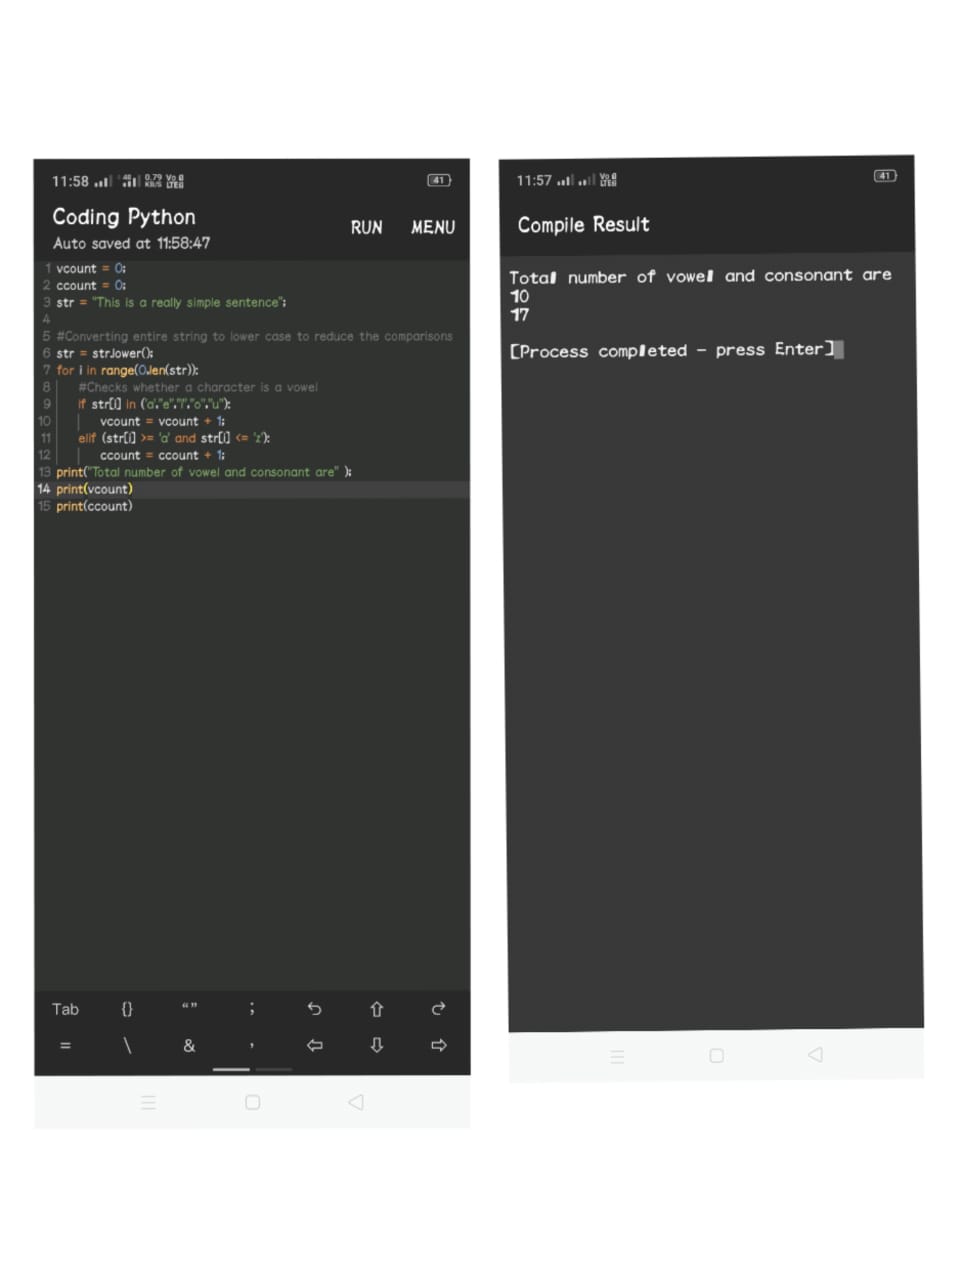 11:58 4G 0.79 KB/S Vo LTE 41
Coding Python
RUN MENU
Auto saved at 11:58:47
1 vcount = 0;
2 ccount = 0;
3 str = "This is a really simple sentence";
4
5 #Converting entire string to lower case to reduce the comparisons
6 str = str.lower();
7 for i in range(0,len(str)):
8 #Checks whether a character is a vowel
9 if str[i] in ('a',"e","i","o","u"):
10 vcount = vcount + 1;
11 elif (str[i] >= 'a' and str[i] <= 'z'):
12 ccount = ccount + 1;
13 print("Total number of vowel and consonant are" );
14 print(vcount)
15 print(ccount)
Tab {} “” ;
= \ & ,
11:57 Vo LTE 41
Compile Result
Total number of vowel and consonant are
10
17
[Process completed - press Enter]